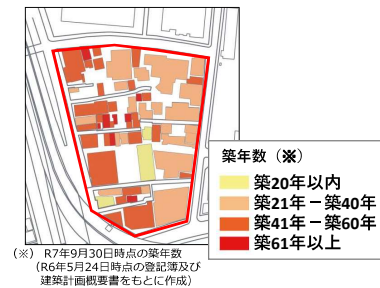 築年数（※）
築20年以内
築21年－築40年
築41年－築60年
築61年以上
（※） R7年9月30日時点の築年数
（R6年5月24日時点の登記簿及び
建築計画概要書をもとに作成）